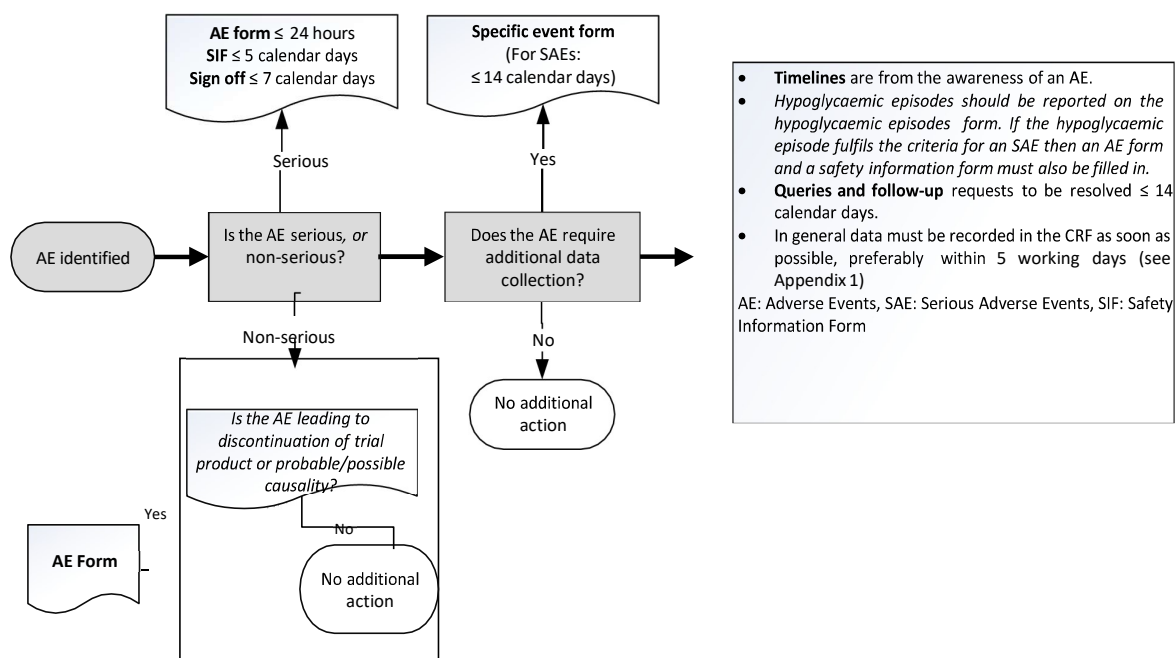 AE form ≤ 24 hours
SIF ≤ 5 calendar days
Sign off ≤ 7 calendar days
Specific event form
(For SAEs:
≤ 14 calendar days)
Serious
Yes
AE identified
Is the AE serious, or
non-serious?
Does the AE require
additional data
collection?
Non-serious
No
No additional
action
Is the AE leading to
discontinuation of trial
product or probable/possible
causality?
Yes
No
AE Form
No additional
action
• Timelines are from the awareness of an AE.
• Hypoglycaemic episodes should be reported on the
hypoglycaemic episodes form. If the hypoglycaemic
episode fulfils the criteria for an SAE then an AE form
and a safety information form must also be filled in.
• Queries and follow-up requests to be resolved ≤ 14
calendar days.
• In general data must be recorded in the CRF as soon as
possible, preferably within 5 working days (see
Appendix 1)
AE: Adverse Events, SAE: Serious Adverse Events, SIF: Safety
Information Form